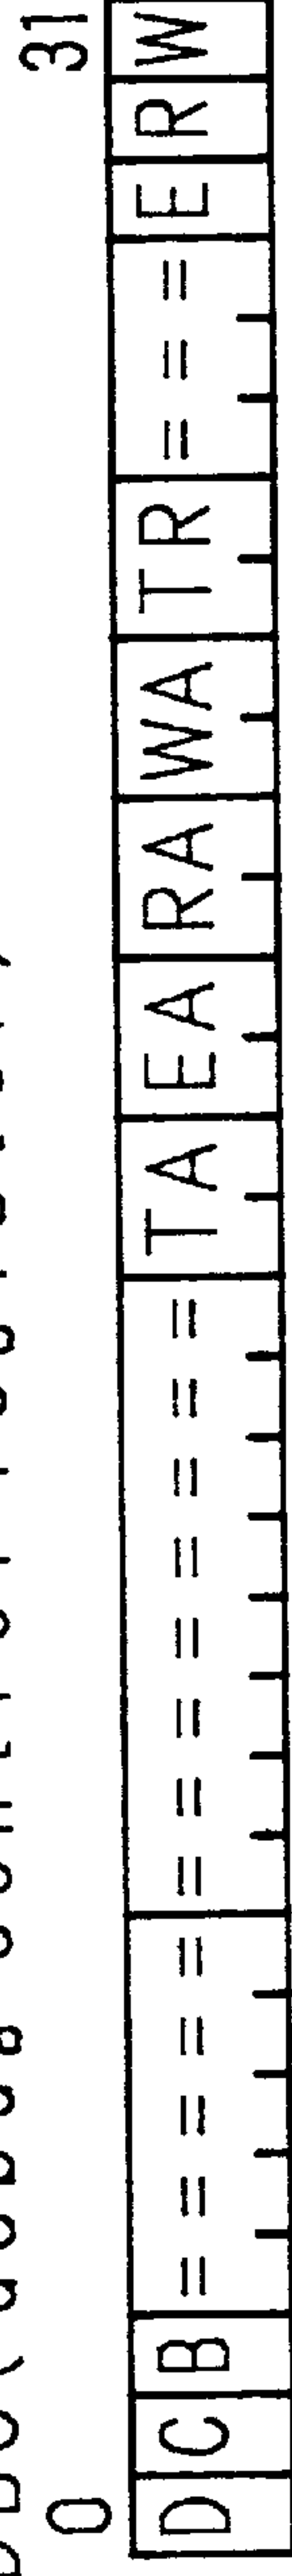 0 31
D C B = = = = = = = = = = = = = TA EA RA WA TR = = = E R W